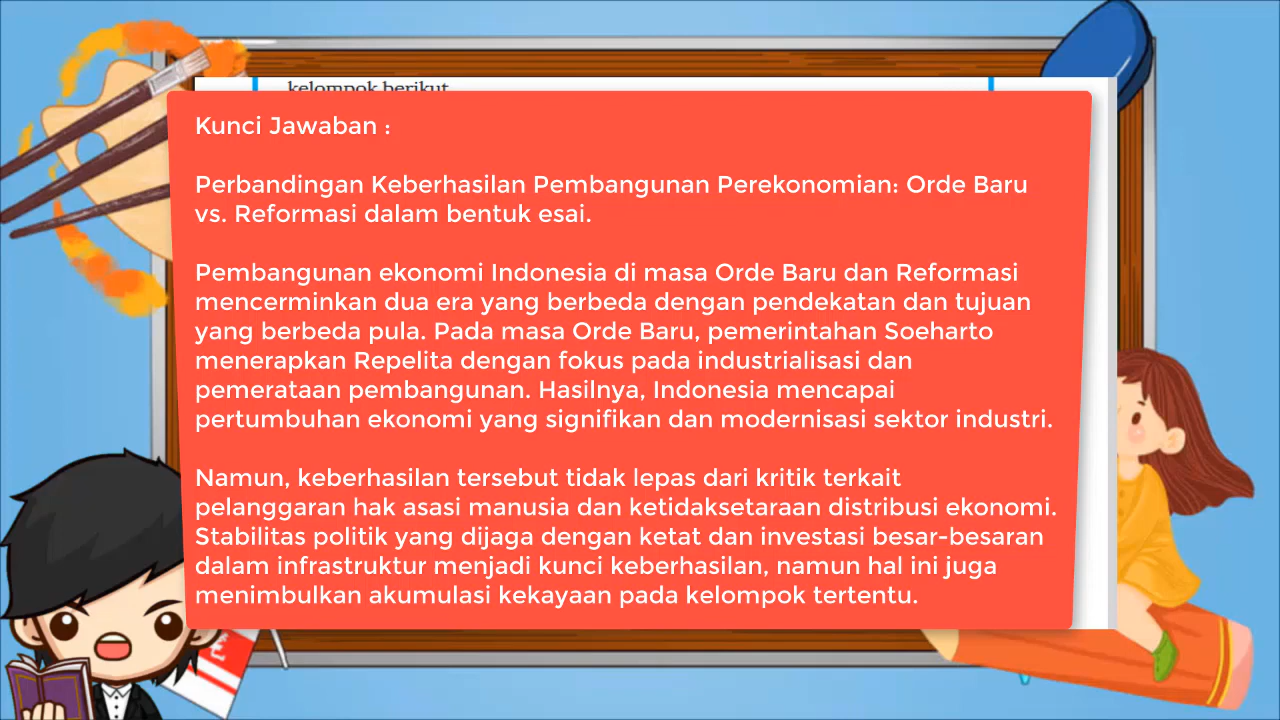 kelompok berikut
Kunci Jawaban :
Perbandingan Keberhasilan Pembangunan Perekonomian: Orde Baru
vs. Reformasi dalam bentuk esai.
Pembangunan ekonomi Indonesia di masa Orde Baru dan Reformasi
mencerminkan dua era yang berbeda dengan pendekatan dan tujuan
yang berbeda pula. Pada masa Orde Baru, pemerintahan Soeharto
menerapkan Repelita dengan fokus pada industrialisasi dan
pemerataan pembangunan. Hasilnya, Indonesia mencapai
pertumbuhan ekonomi yang signifikan dan modernisasi sektor industri.
Namun, keberhasilan tersebut tidak lepas dari kritik terkait
pelanggaran hak asasi manusia dan ketidaksetaraan distribusi ekonomi.
Stabilitas politik yang dijaga dengan ketat dan investasi besar-besaran
dalam infrastruktur menjadi kunci keberhasilan, namun hal ini juga
menimbulkan akumulasi kekayaan pada kelompok tertentu.